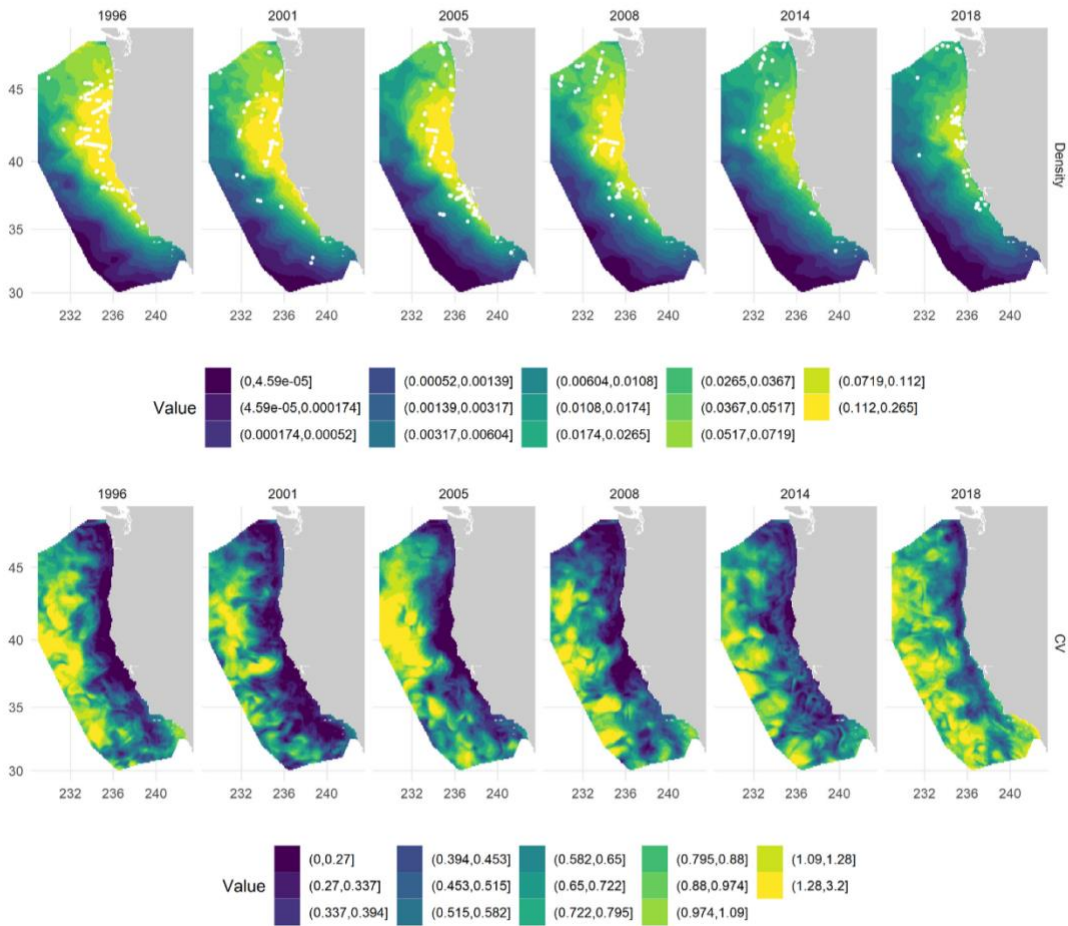 1996 2001 2005 2008 2014 2018
45
40
35
30
Density
232 236 240 232 236 240 232 236 240 232 236 240 232 236 240 232 236 240
Value
(0,4.59e-05] (0.00052,0.00139] (0.00604,0.0108] (0.0265,0.0367] (0.0719,0.112]
(4.59e-05,0.000174] (0.00139,0.00317] (0.0108,0.0174] (0.0367,0.0517] (0.112,0.265]
(0.000174,0.00052] (0.00317,0.00604] (0.0174,0.0265] (0.0517,0.0719]
1996 2001 2005 2008 2014 2018
45
40
35
30
CV
232 236 240 232 236 240 232 236 240 232 236 240 232 236 240 232 236 240
Value
(0,0.27] (0.394,0.453] (0.582,0.65] (0.795,0.88] (1.09,1.28]
(0.27,0.337] (0.453,0.515] (0.65,0.722] (0.88,0.974] (1.28,3.2]
(0.337,0.394] (0.515,0.582] (0.722,0.795] (0.974,1.09]